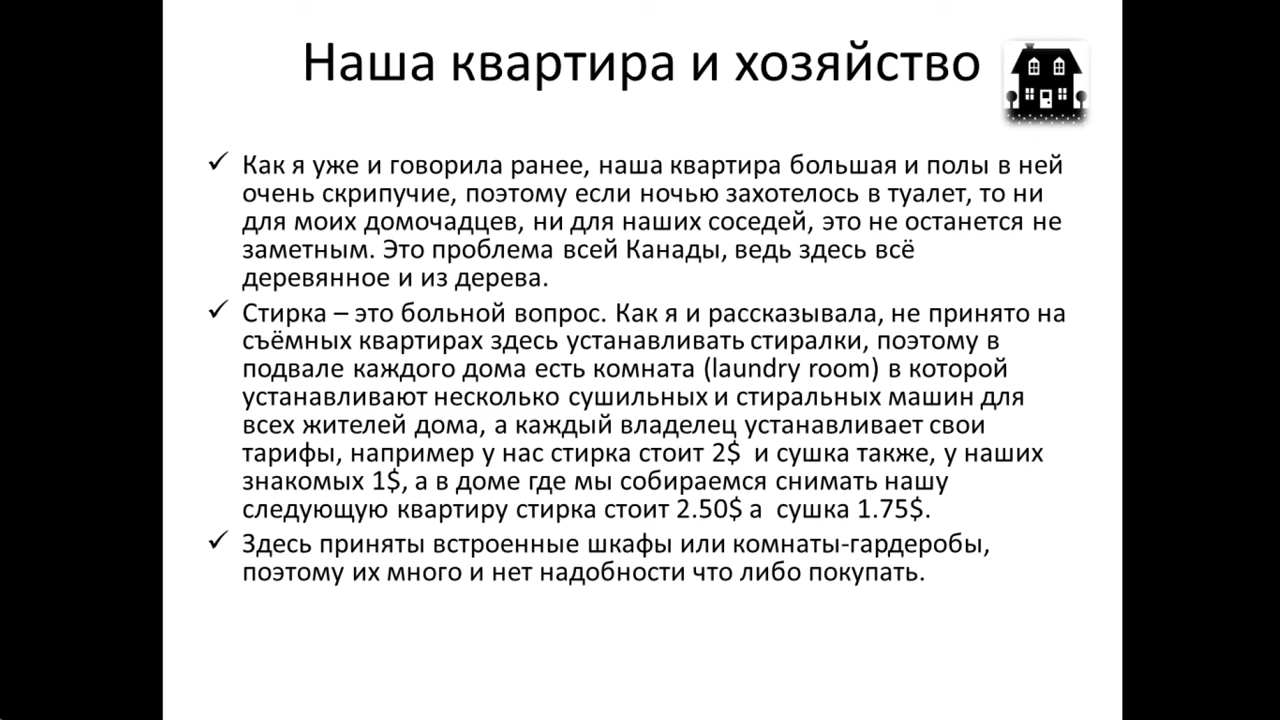 Наша квартира и хозяйство
✓ Как я уже и говорила ранее, наша квартира большая и полы в ней
очень скрипучие, поэтому если ночью захотелось в туалет, то ни
для моих домочадцев, ни для наших соседей, это не останется не
заметным. Это проблема всей Канады, ведь здесь всё
деревянное и из дерева.
✓ Стирка – это больной вопрос. Как я и рассказывала, не принято на
съёмных квартирах здесь устанавливать стиралки, поэтому в
подвале каждого дома есть комната (laundry room) в которой
устанавливают несколько сушильных и стиральных машин для
всех жителей дома, а каждый владелец устанавливает свои
тарифы, например у нас стирка стоит 2$  и сушка также, у наших
знакомых 1$, а в доме где мы собираемся снимать нашу
следующую квартиру стирка стоит 2.50$ а  сушка 1.75$.
✓ Здесь приняты встроенные шкафы или комнаты-гардеробы,
поэтому их много и нет надобности что либо покупать.